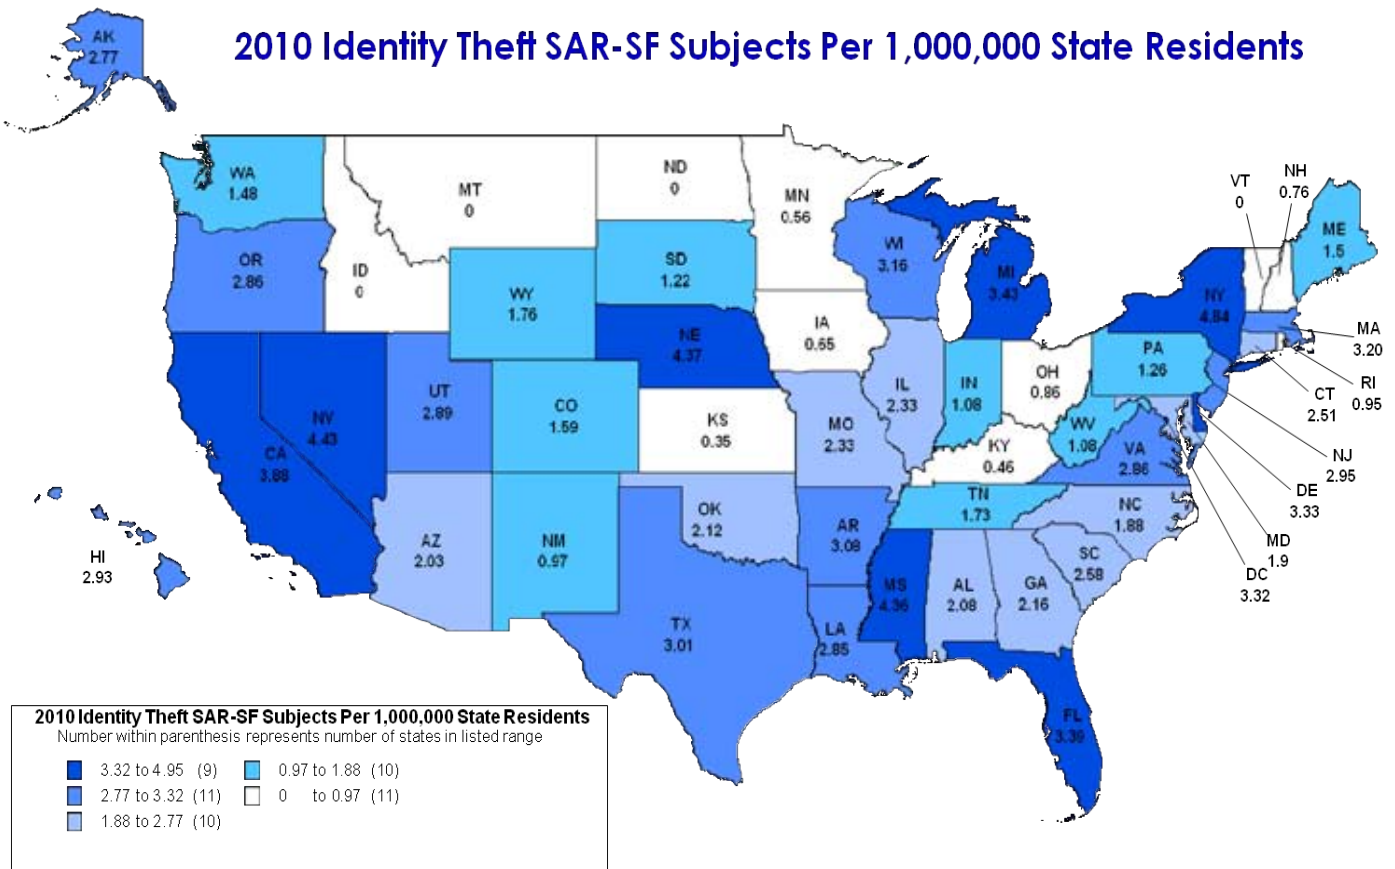 2010 Identity Theft SAR-SF Subjects Per 1,000,000 State Residents
AK
2.77
WA
1.48
MT
0
ND
0
MN
0.56
VT
0
NH
0.76
ME
1.5
OR
2.86
ID
0
SD
1.22
WI
3.16
MI
3.43
WY
1.76
NY
4.84
IA
0.65
NE
4.37
MA
3.20
PA
1.26
RI
0.95
CT
2.51
OH
0.86
IN
1.08
IL
2.33
UT
2.89
CO
1.59
NV
4.43
KS
0.35
MO
2.33
WV
1.08
KY
0.46
VA
2.86
NJ
2.95
CA
3.88
DE
3.33
TN
1.73
NC
1.88
OK
2.12
AR
3.08
AZ
2.03
NM
0.97
MD
1.9
SC
2.58
DC
3.32
HI
2.93
MS
4.36
AL
2.08
GA
2.16
TX
3.01
LA
2.85
FL
3.39
2010 Identity Theft SAR-SF Subjects Per 1,000,000 State Residents
Number within parenthesis represents number of states in listed range
3.32 to 4.95 (9)
0.97 to 1.88 (10)
2.77 to 3.32 (11)
0 to 0.97 (11)
1.88 to 2.77 (10)